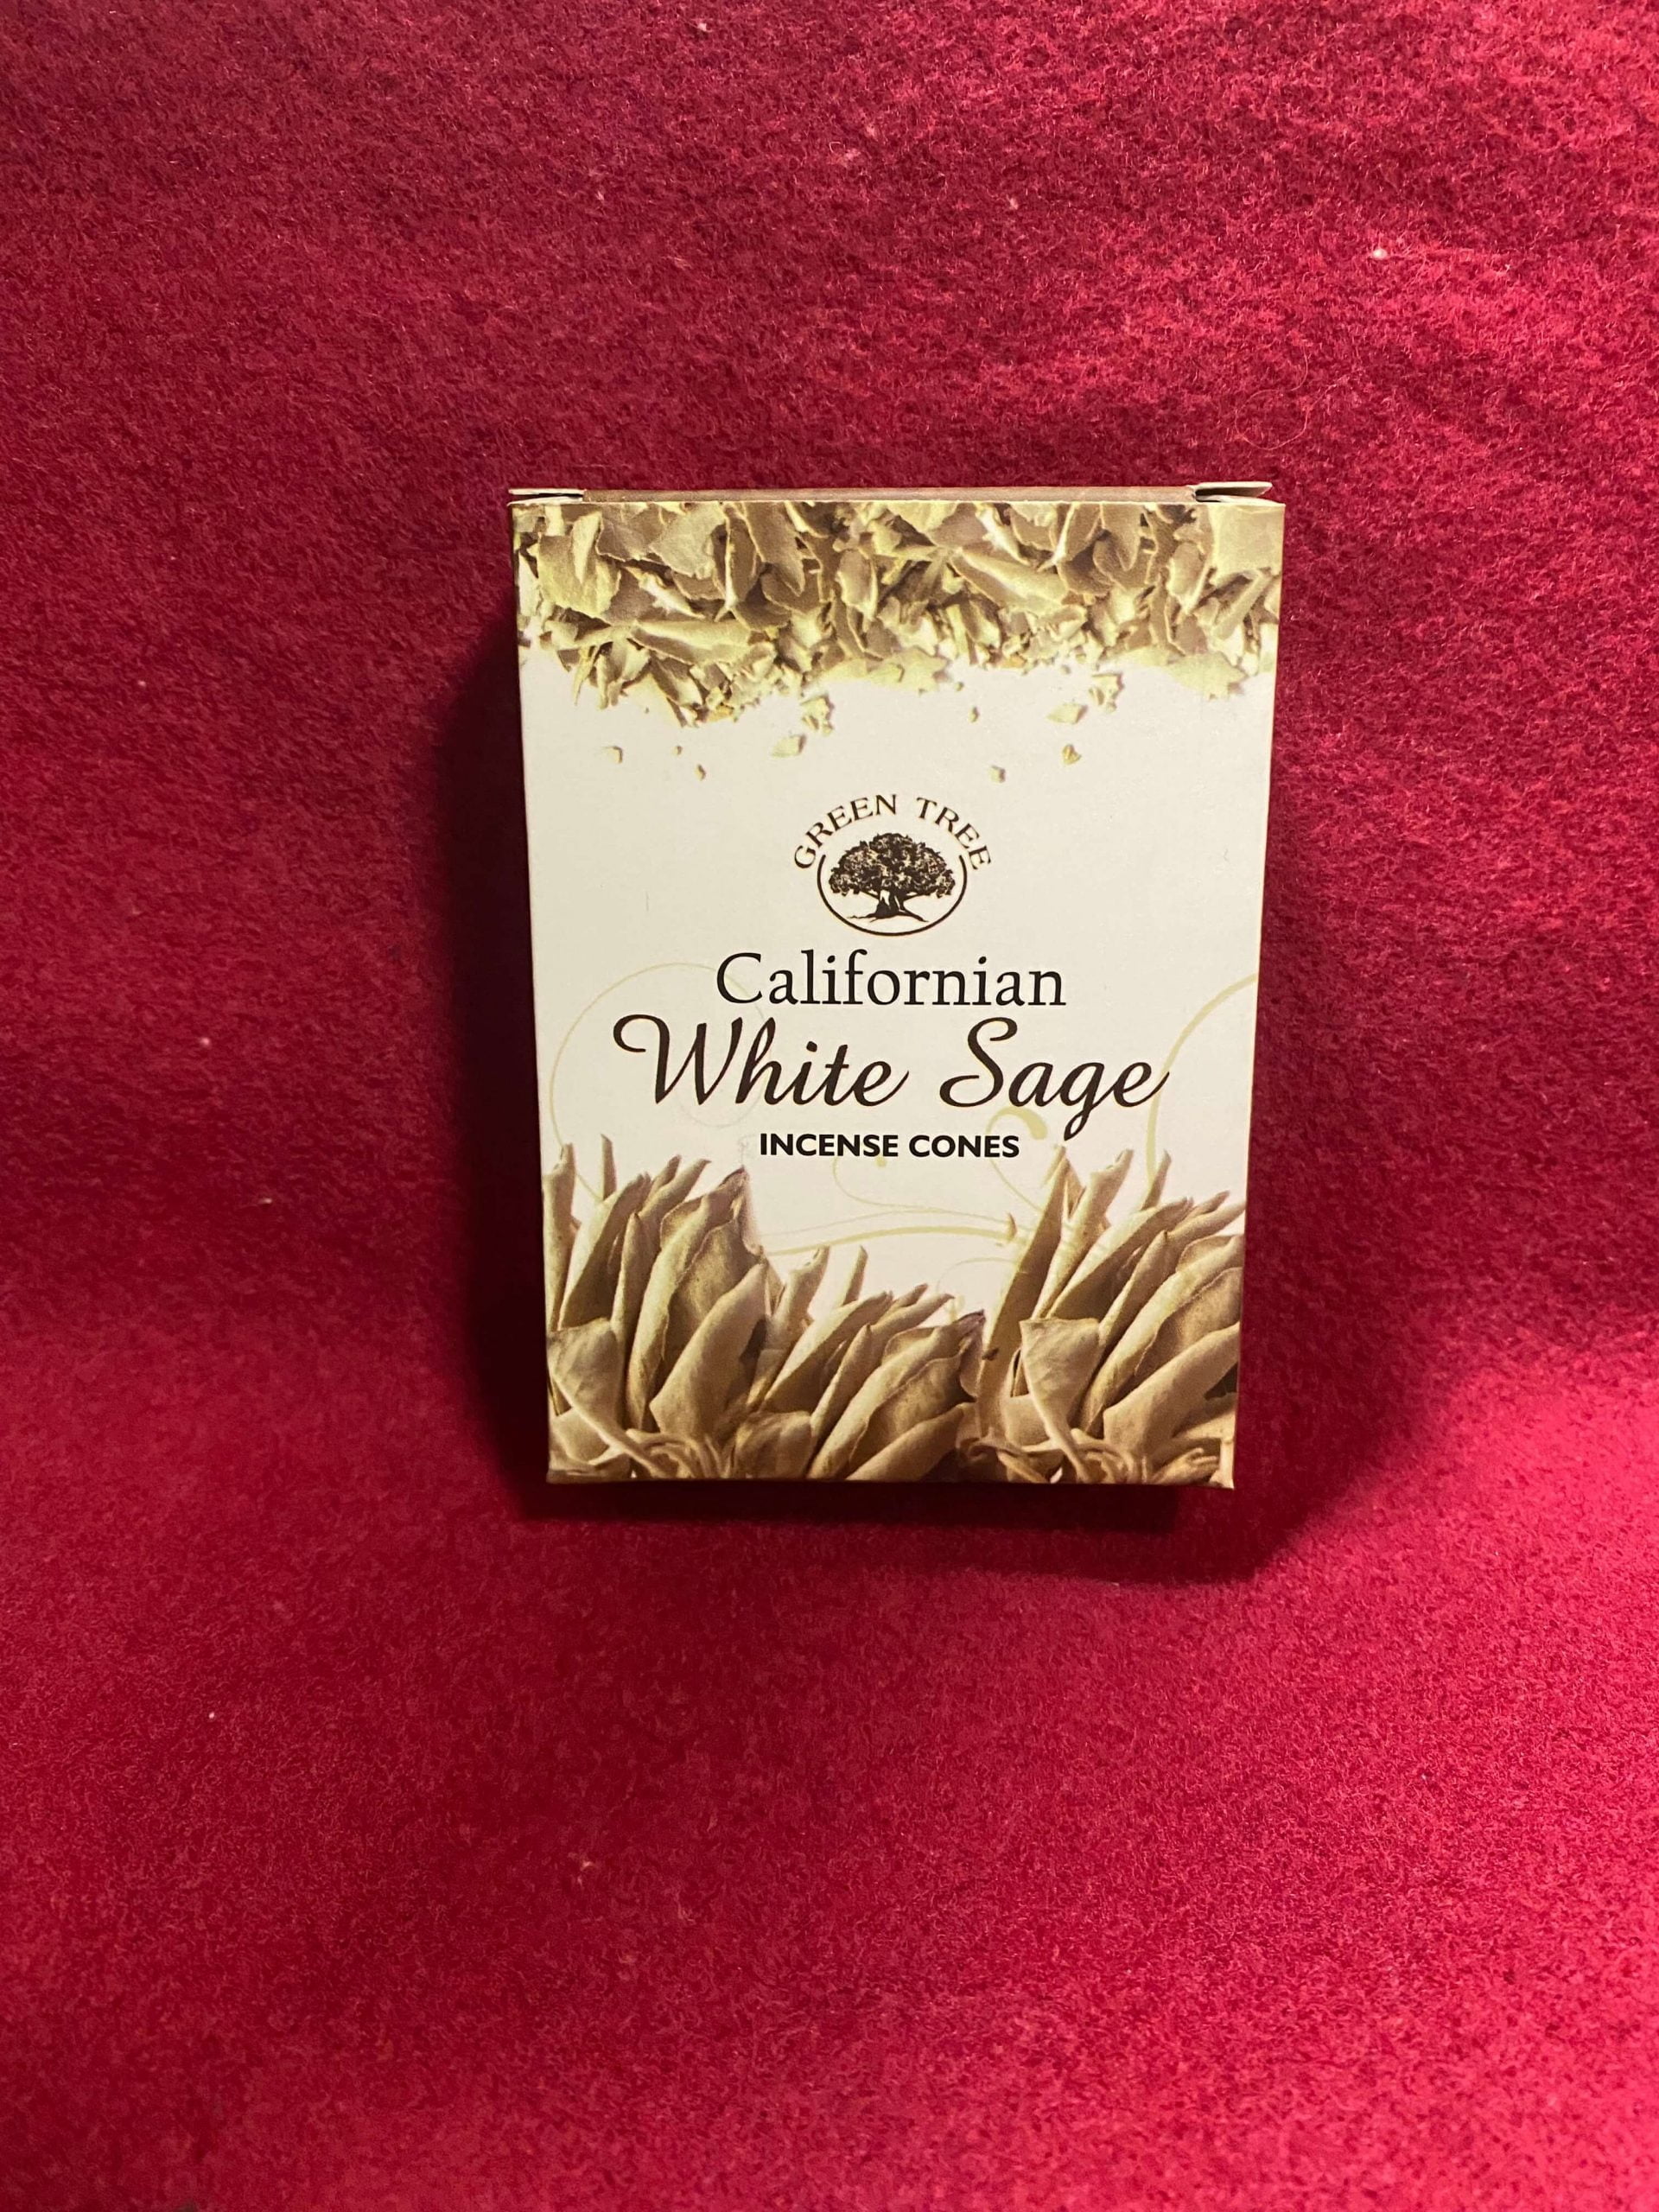 GREEN TREE
Californian
White Sage
INCENSE CONES